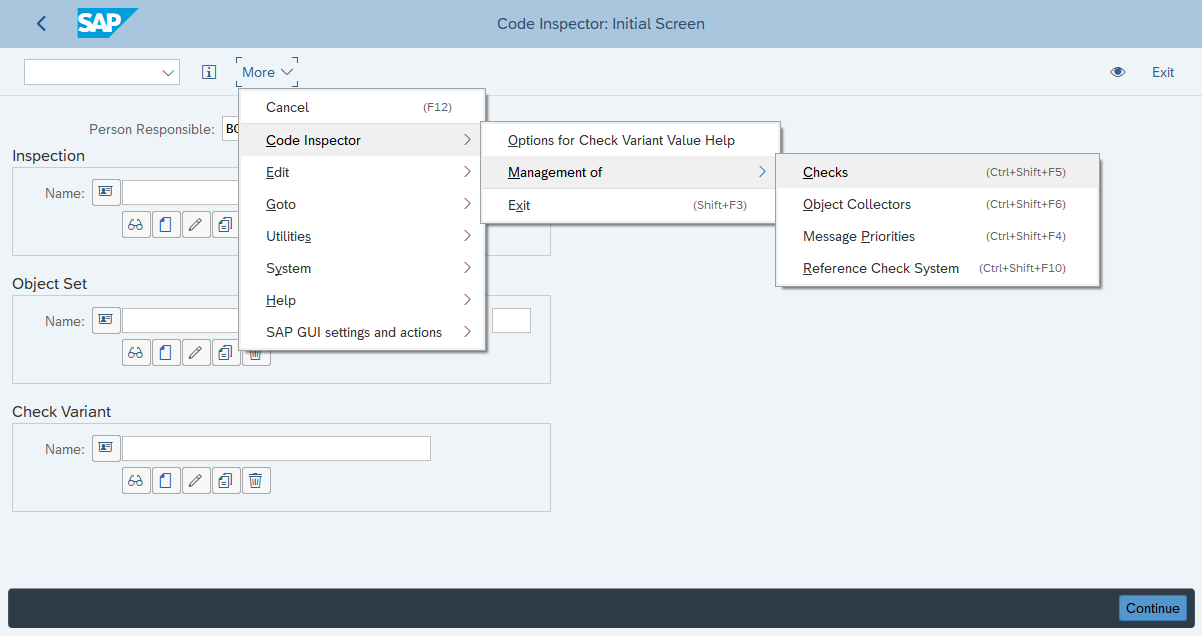 SAP
Code Inspector: Initial Screen
More
Exit
Cancel (F12)
Code Inspector
Edit
Goto
Utilities
System
Help
SAP GUI settings and actions
Options for Check Variant Value Help
Management of
Exit (Shift+F3)
Checks (Ctrl+Shift+F5)
Object Collectors (Ctrl+Shift+F6)
Message Priorities (Ctrl+Shift+F4)
Reference Check System (Ctrl+Shift+F10)
Person Responsible:
Inspection
Name:
Object Set
Name:
Check Variant
Name:
Continue